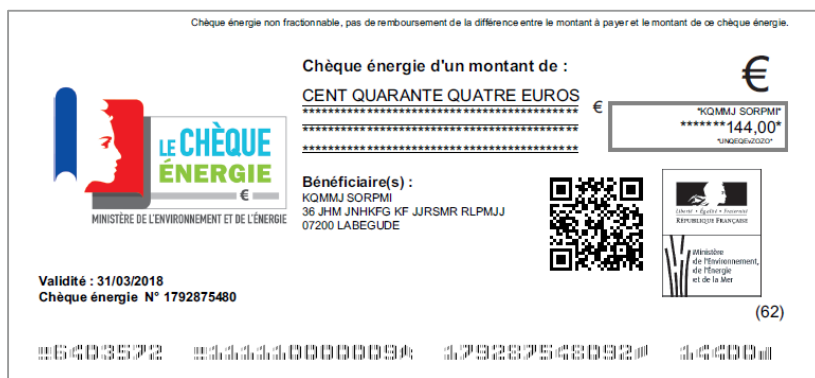 Chèque énergie non fractionnable, pas de remboursement de la différence entre le montant à payer et le montant de ce chèque énergie.
Chèque énergie d'un montant de :
€
CENT QUARANTE QUATRE EUROS
€
*KQMMJ SORPMI*
*******144,00*
*UNQEQEvZOZO*
****************************************
****************************************
****************************************
LE CHÈQUE
ÉNERGIE
€
MINISTÈRE DE L'ENVIRONNEMENT ET DE L'ÉNERGIE
Bénéficiaire(s) :
KQMMJ SORPMI
36 JHM JNHKFG KF JJRSMR RLPMJJ
07200 LABEGUDE
Liberté • Égalité • Fraternité
RÉPUBLIQUE FRANÇAISE
Ministère
de l'Environnement,
de l'Énergie
et de la Mer
Validité : 31/03/2018
Chèque énergie N° 1792875480
(62)
6403572 111110000009 179287548092 14400